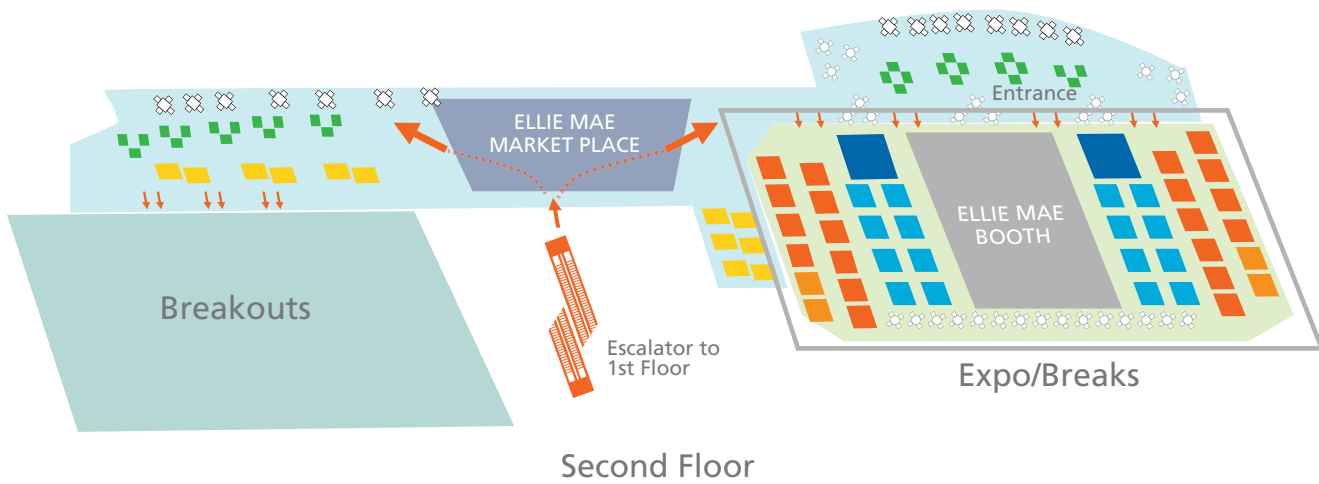 ELLIE MAE
MARKET PLACE
Entrance
ELLIE MAE
BOOTH
Breakouts
Escalator to
1st Floor
Expo/Breaks
Second Floor